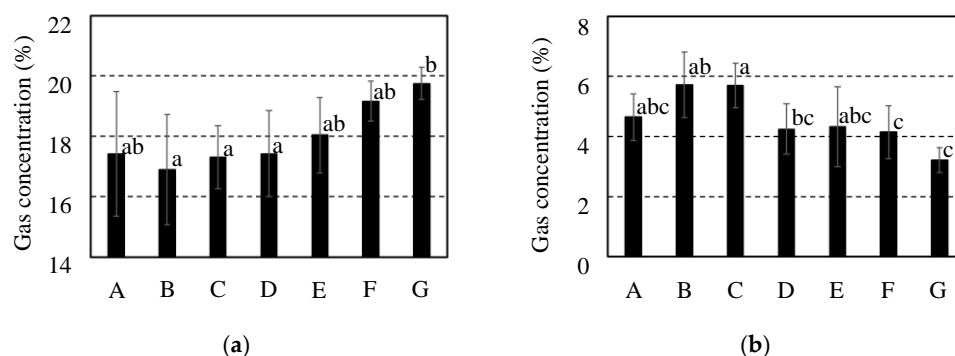 Gas concentration (%)
22
20
18
16
14
ab
a
a
a
ab
ab
b
A B C D E F G
(a)
Gas concentration (%)
8
6
4
2
0
abc
ab
a
bc
abc
c
c
A B C D E F G
(b)